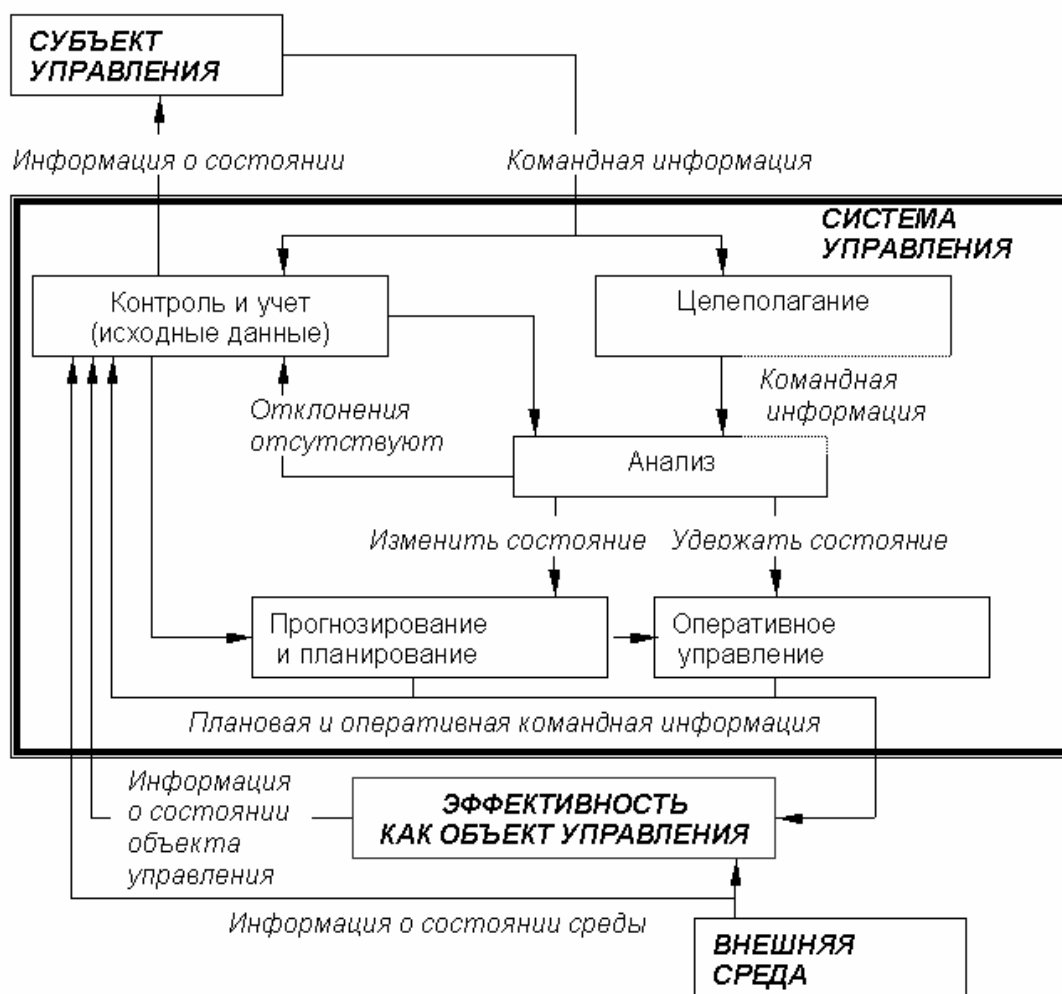 СУБЪЕКТ
УПРАВЛЕНИЯ
Информация о состоянии
Командная информация
СИСТЕМА
УПРАВЛЕНИЯ
Контроль и учет
(исходные данные)
Целеполагание
Командная
информация
Отклонения
отсутствуют
Анализ
Изменить состояние
Удержать состояние
Прогнозирование
и планирование
Оперативное
управление
Плановая и оперативная командная информация
Информация
о состоянии
объекта
управления
ЭФФЕКТИВНОСТЬ
КАК ОБЪЕКТ УПРАВЛЕНИЯ
Информация о состоянии среды
ВНЕШНЯЯ
СРЕДА